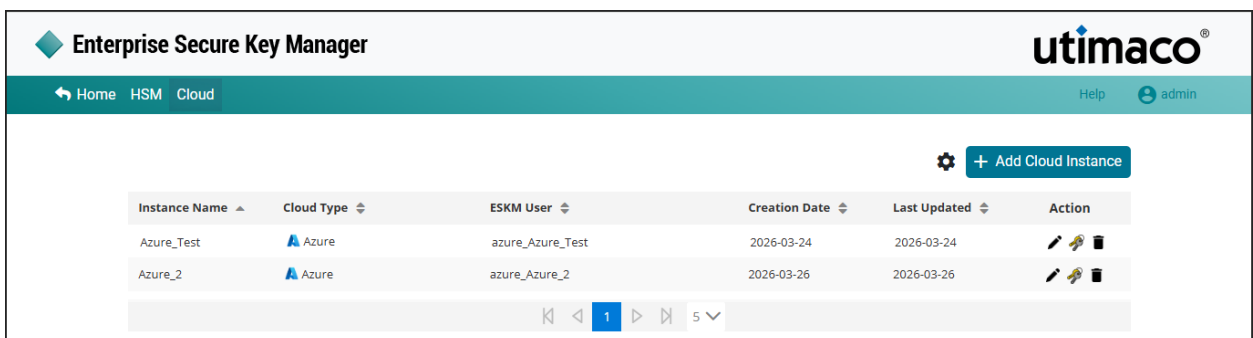 Enterprise Secure Key Manager
utimaco®
Home HSM Cloud Help admin
+ Add Cloud Instance
Instance Name Cloud Type ESKM User Creation Date Last Updated Action
Azure_Test Azure azure_Azure_Test 2026-03-24 2026-03-24
Azure_2 Azure azure_Azure_2 2026-03-26 2026-03-26
1 5